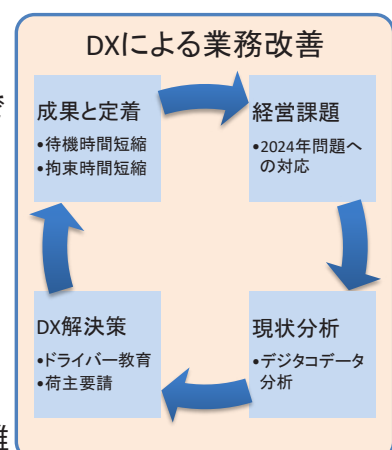 DXによる業務改善
成果と定着
•待機時間短縮
•拘束時間短縮
経営課題
•2024年問題へ
の対応
DX解決策
•ドライバー教育
•荷主要請
現状分析
•デジタコデータ
分析